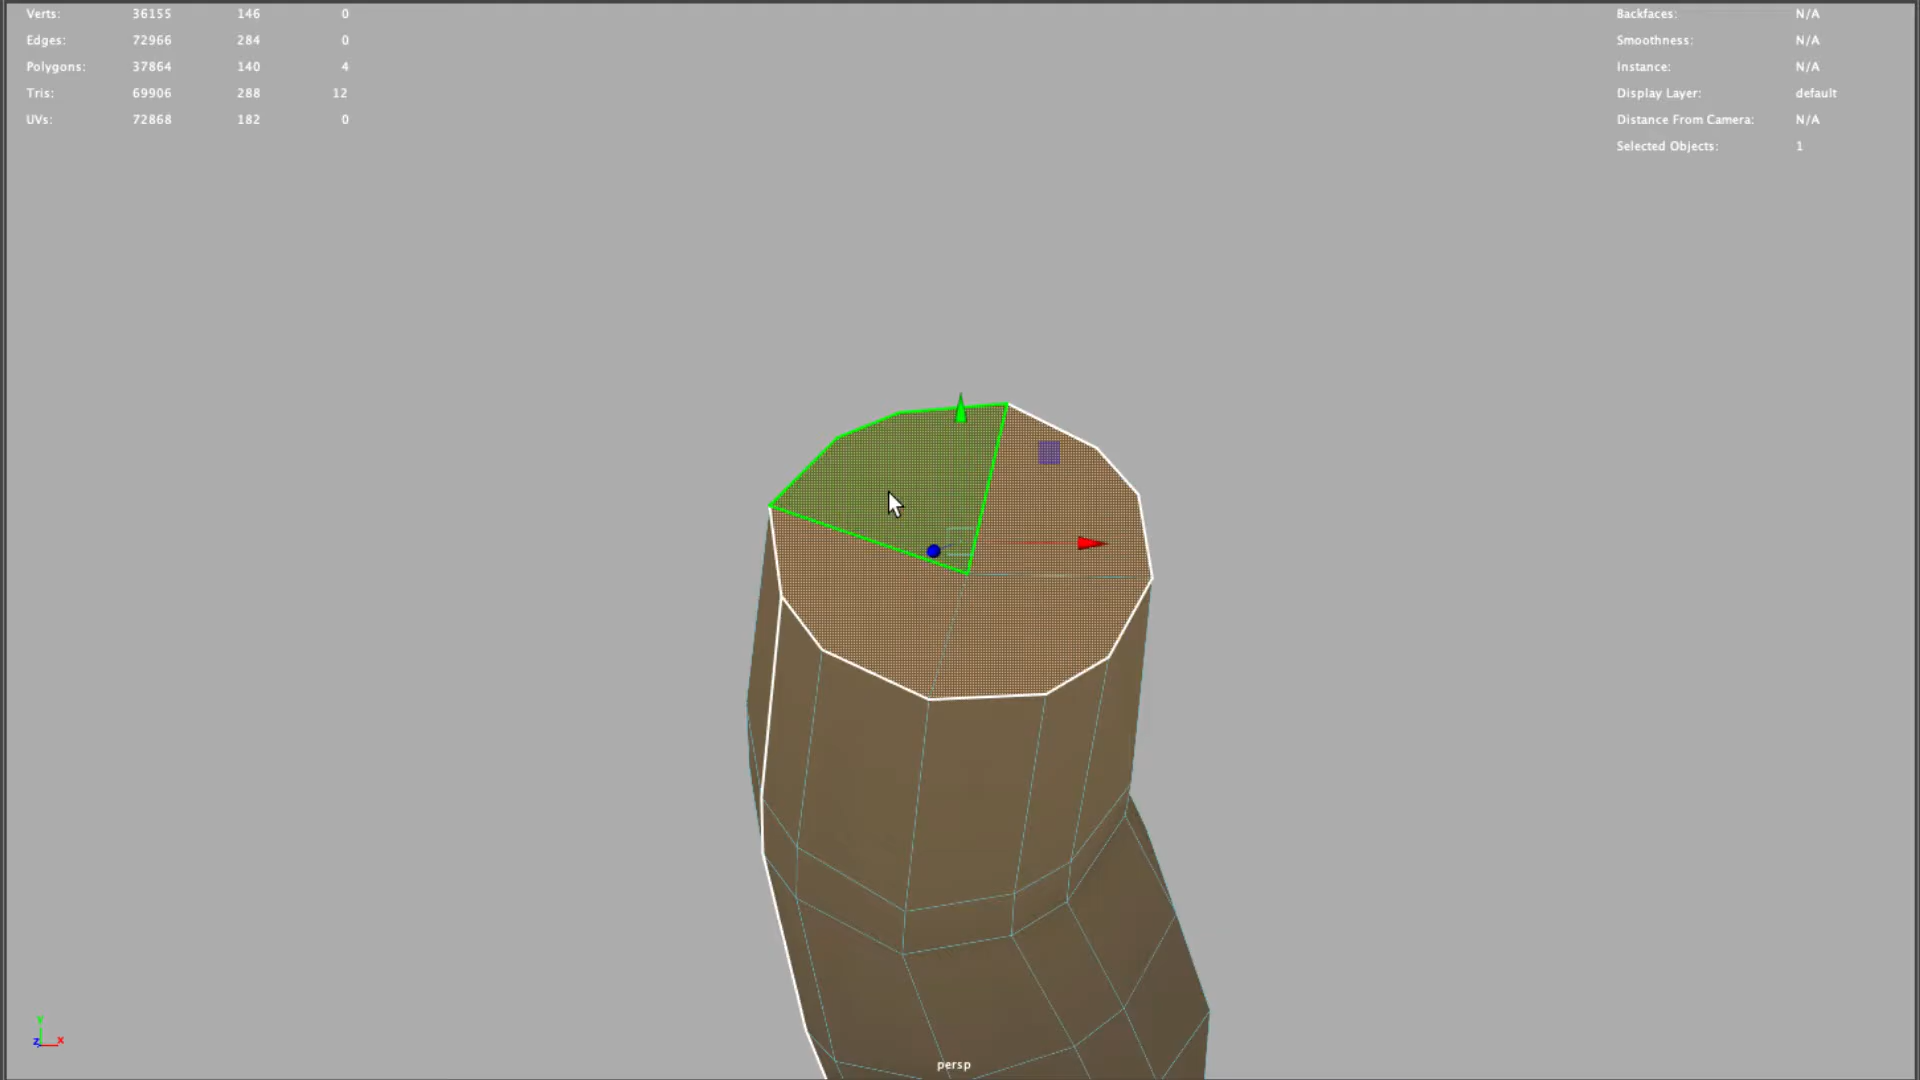 Verts: 36155 146 0
Edges: 72966 284 0
Polygons: 37864 140 4
Tris: 69906 288 12
UVs: 72868 182 0
Backfaces: N/A
Smoothness: N/A
Instance: N/A
Display Layer: default
Distance From Camera: N/A
Selected Objects: 1
Y
Z X
persp